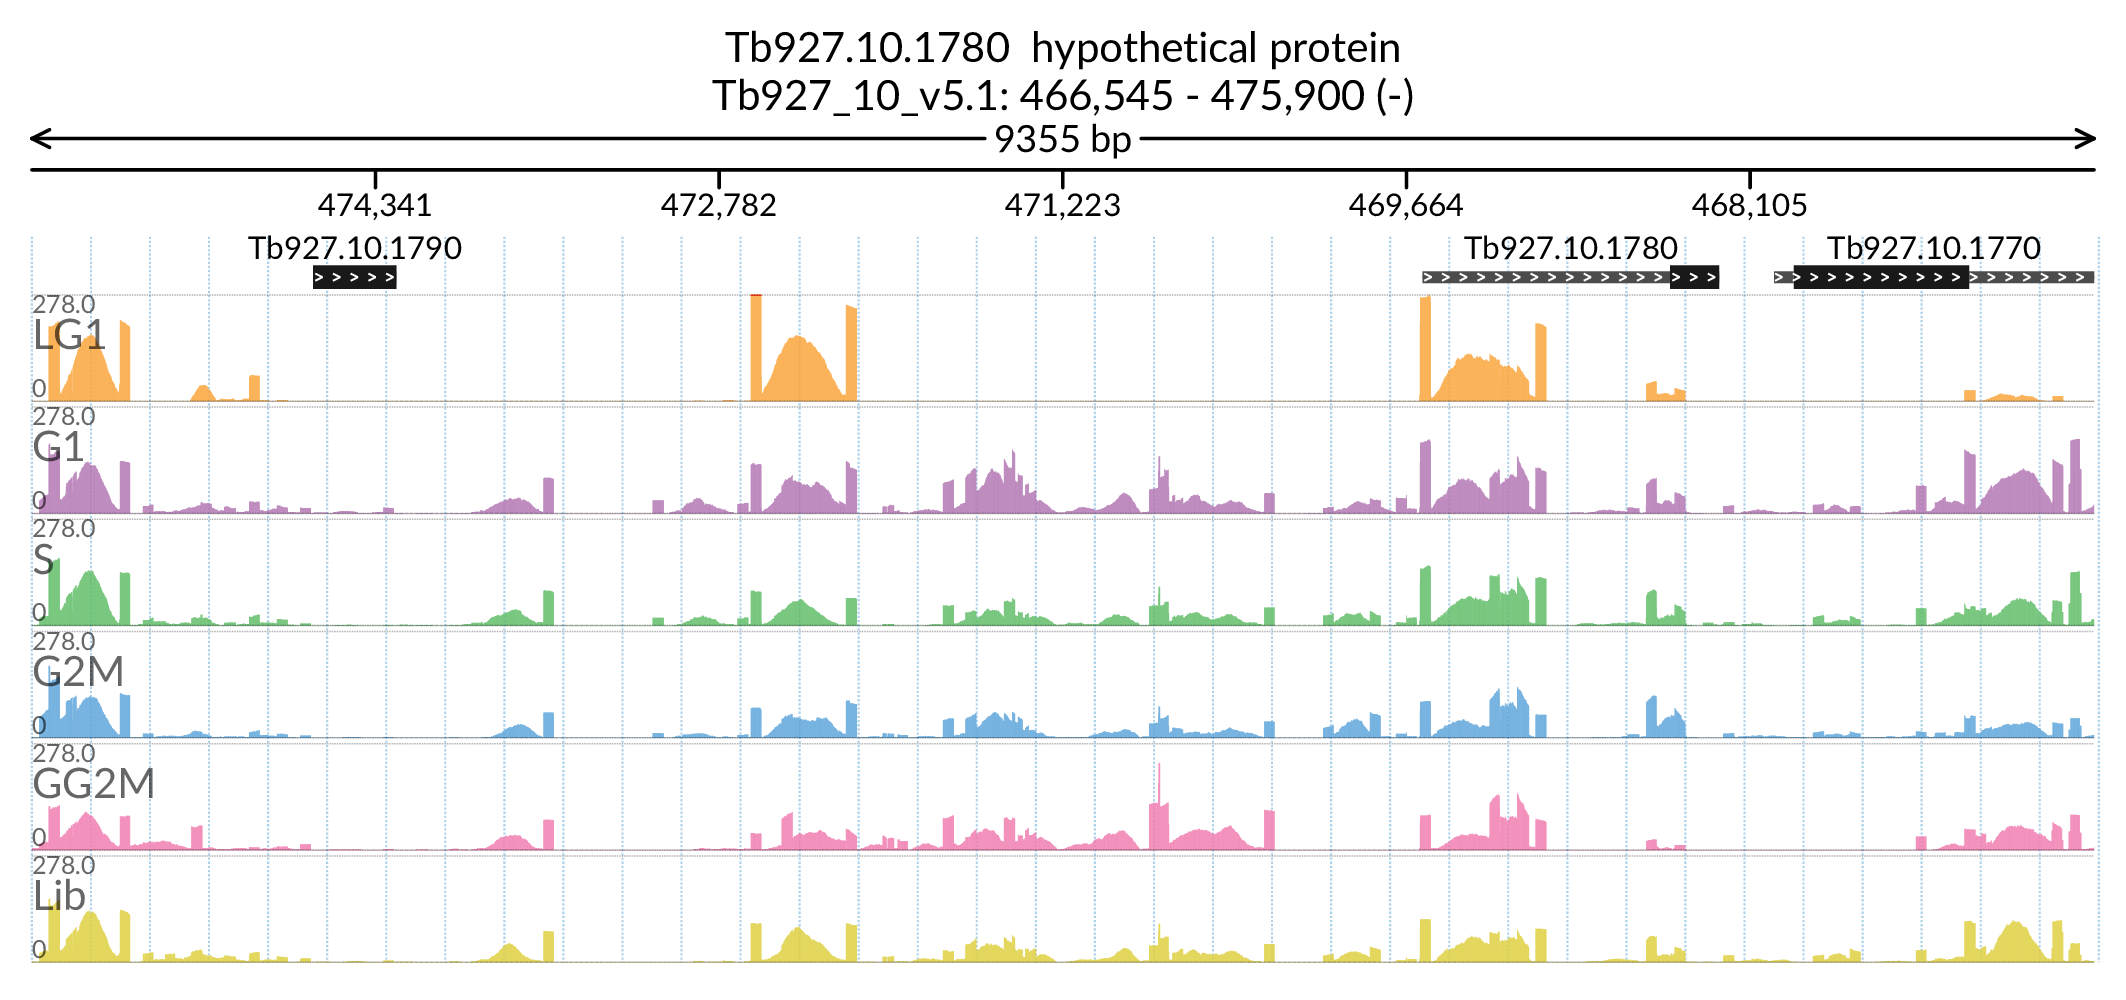 Tb927.10.1780 hypothetical protein
Tb927_10_v5.1: 466,545 - 475,900 (-)
9355 bp
474,341 472,782 471,223 469,664 468,105
Tb927.10.1790 Tb927.10.1780 Tb927.10.1770
278.0
LG1
0
278.0
G1
0
278.0
S
0
278.0
G2M
0
278.0
GG2M
0
278.0
Lib
0